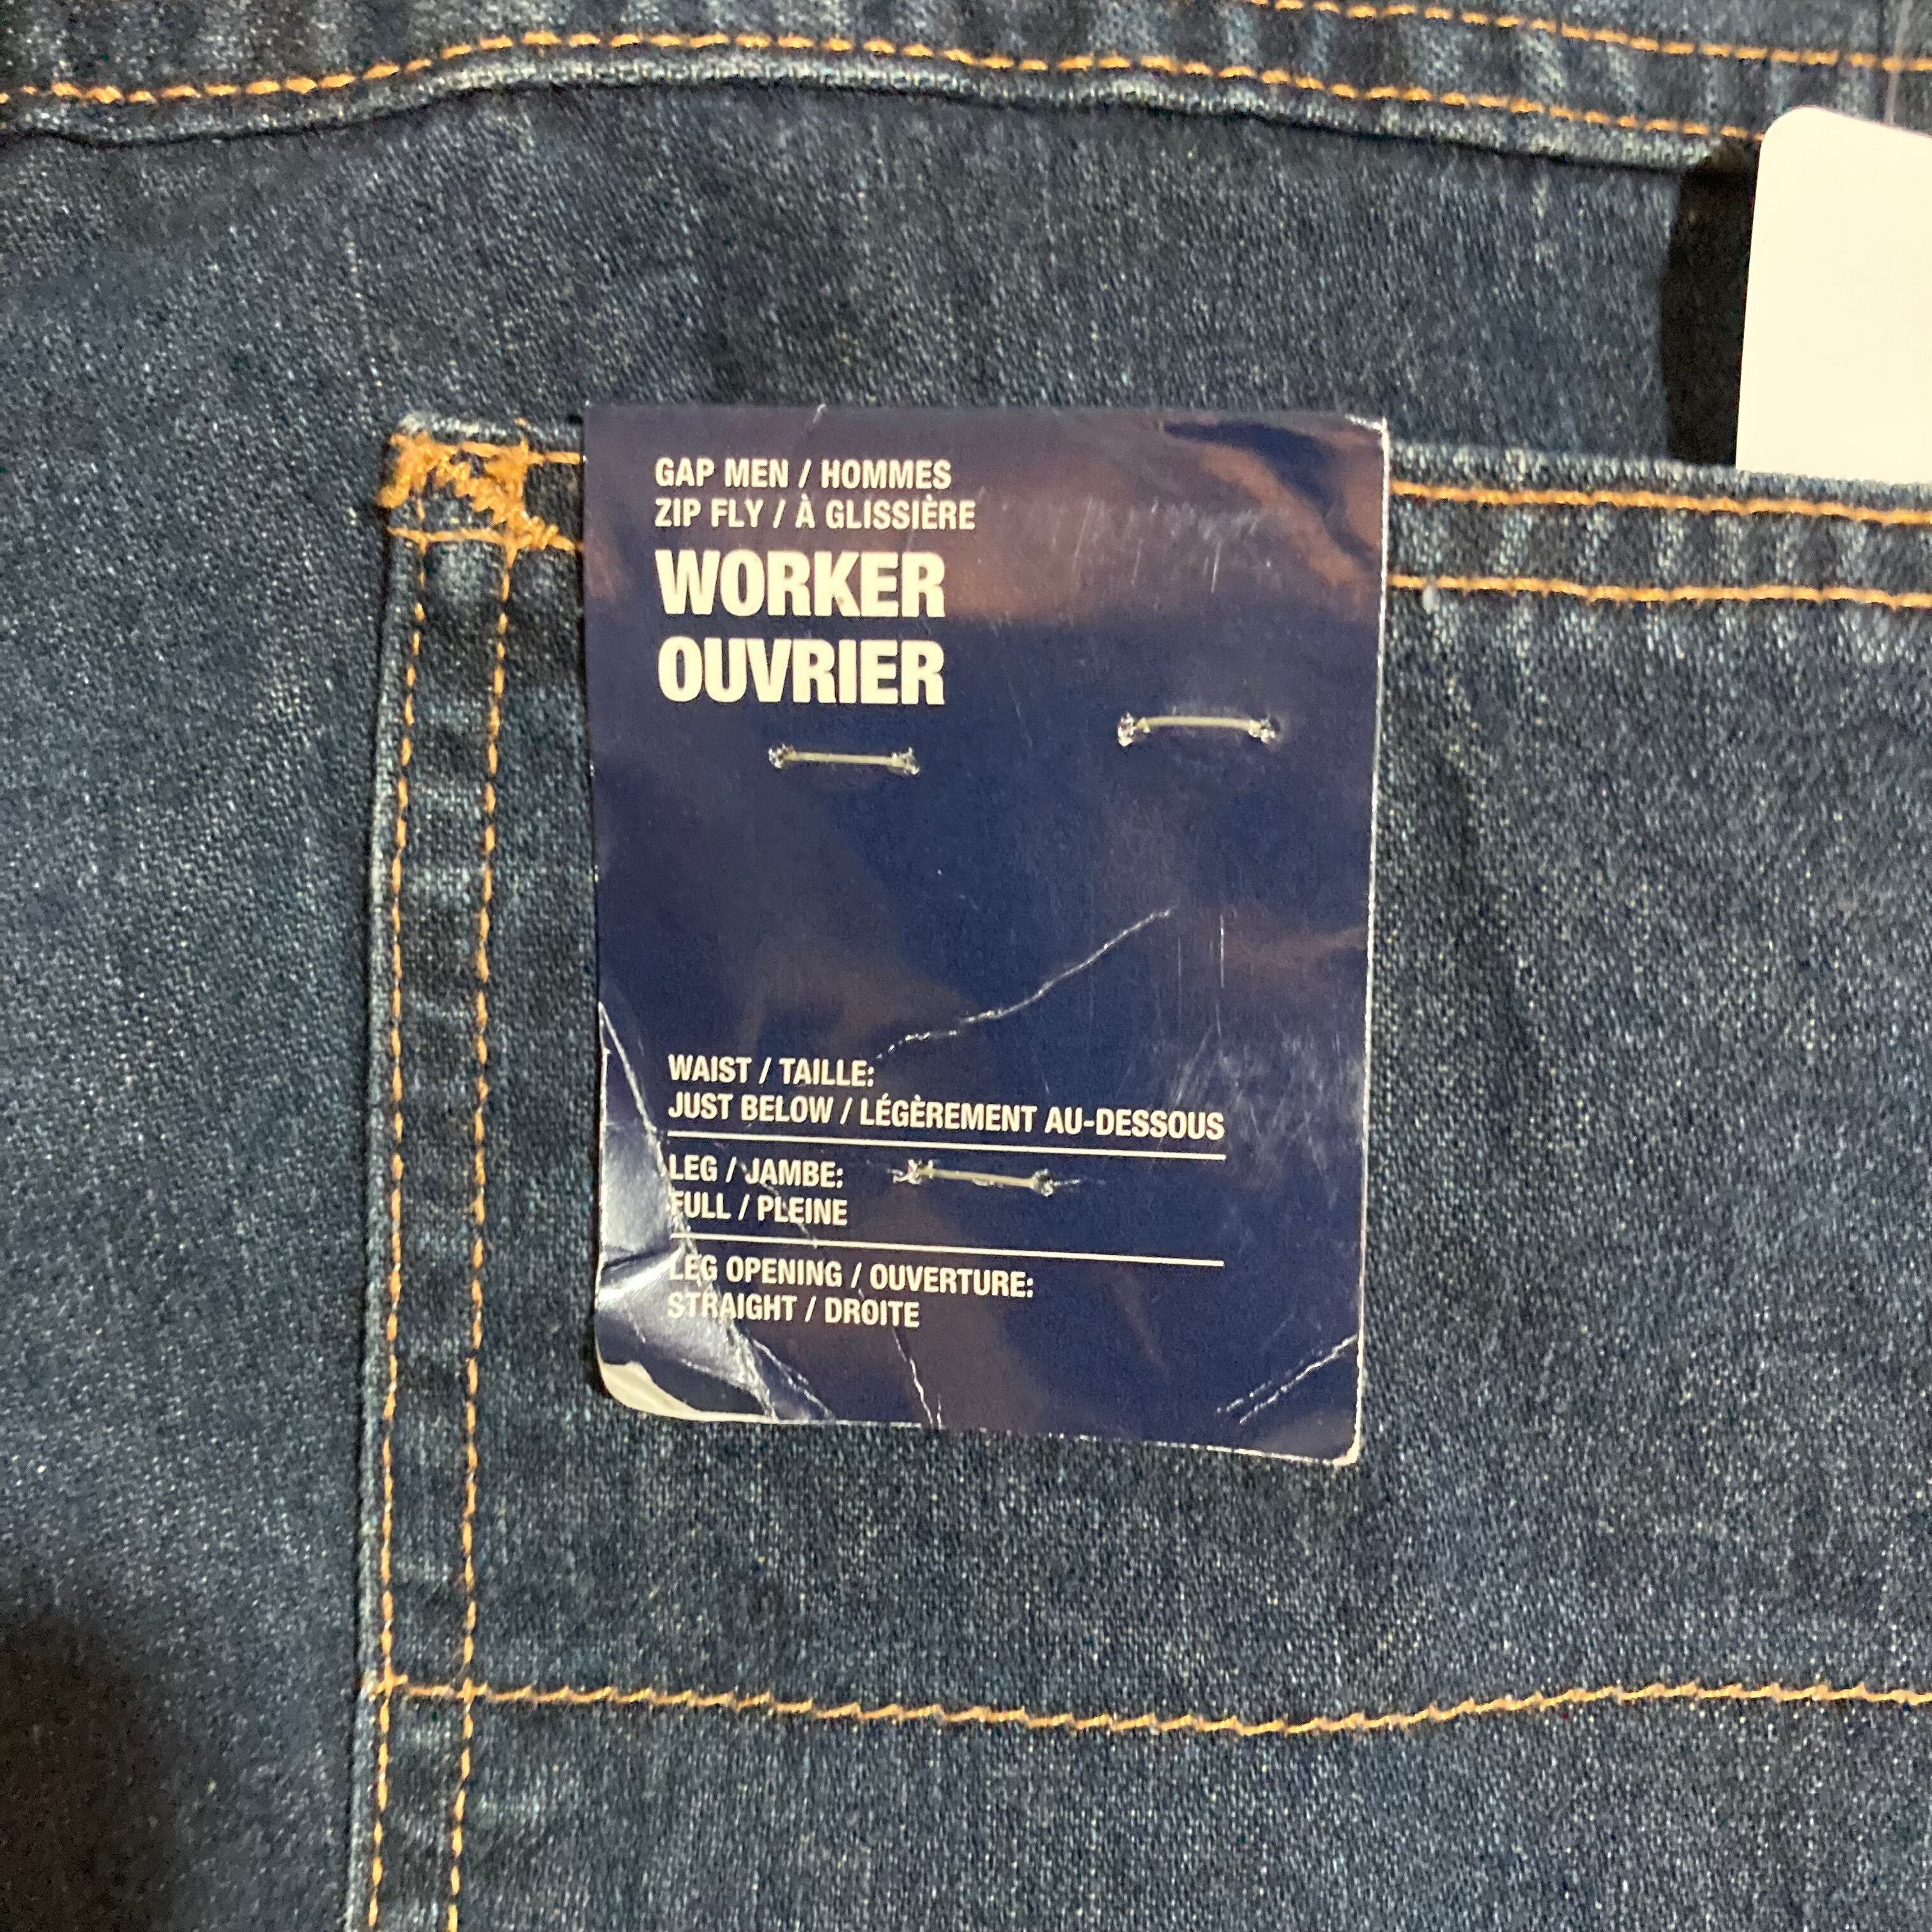 GAP MEN / HOMMES
ZIP FLY / À GLISSIÈRE
WORKER
OUVRIER
WAIST / TAILLE:
JUST BELOW / LÉGÈREMENT AU-DESSOUS
LEG / JAMBE:
FULL / PLEINE
LEG OPENING / OUVERTURE:
STRAIGHT / DROITE